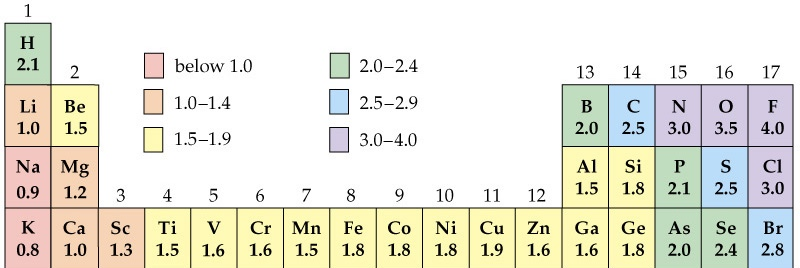 1
H
2.1
2
below 1.0
2.0–2.4
13 14 15 16 17
Li Be
1.0 1.5
1.0–1.4
2.5–2.9
B C N O F
2.0 2.5 3.0 3.5 4.0
1.5–1.9
3.0–4.0
Na Mg
0.9 1.2
Al Si P S Cl
1.5 1.8 2.1 2.5 3.0
3 4 5 6 7 8 9 10 11 12
K Ca Sc Ti V Cr Mn Fe Co Ni Cu Zn Ga Ge As Se Br
0.8 1.0 1.3 1.5 1.6 1.6 1.5 1.8 1.8 1.8 1.9 1.6 1.6 1.8 2.0 2.4 2.8